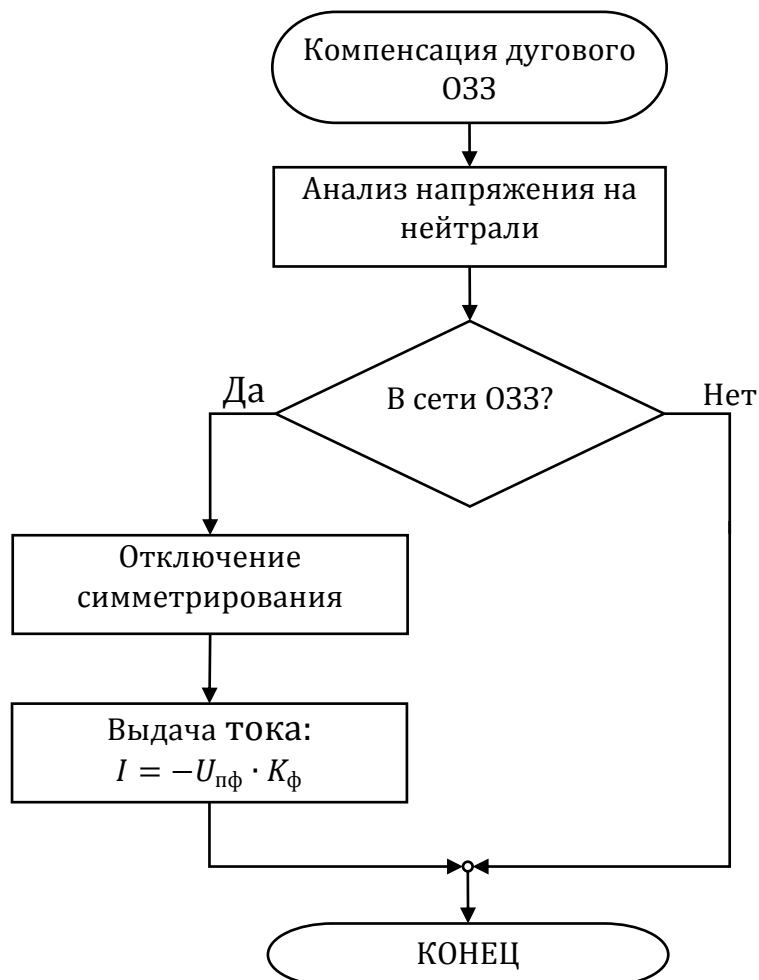 Компенсация дугового
ОЗЗ
Анализ напряжения на
нейтрали
В сети ОЗЗ?
Да
Нет
Отключение
симметрирования
Выдача тока:
I = −Uпф · Kф
КОНЕЦ